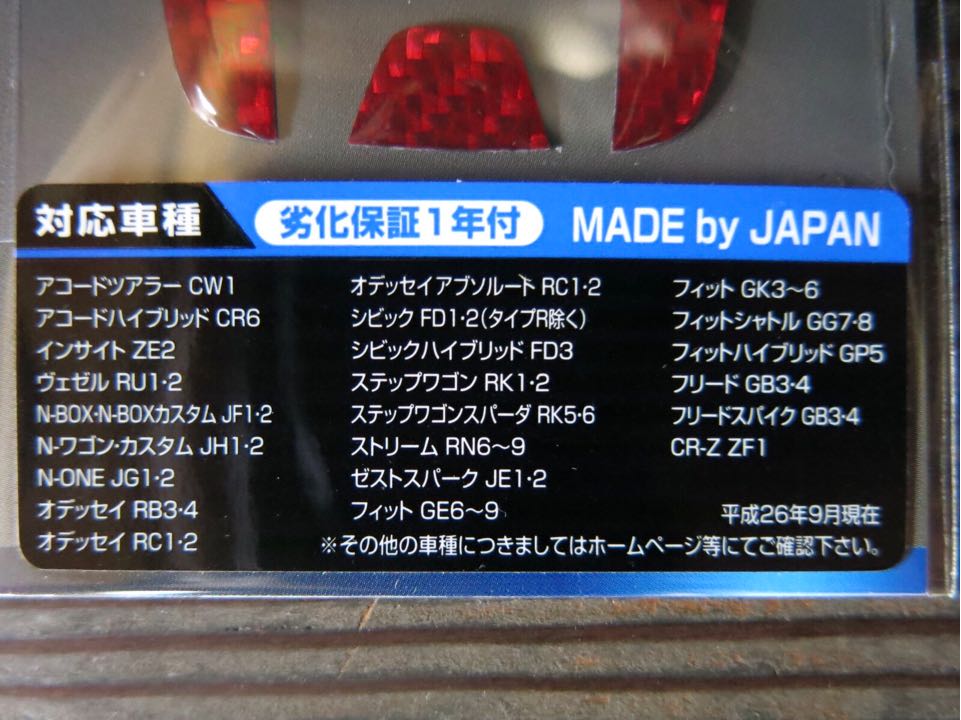 対応車種
劣化保証1年付
MADE by JAPAN
アコードツアラー CW1
アコードハイブリッド CR6
インサイト ZE2
ヴェゼル RU1・2
N-BOX・N-BOXカスタム JF1・2
N-ワゴン・カスタム JH1・2
N-ONE JG1・2
オデッセイ RB3・4
オデッセイ RC1・2
オデッセイアブソルート RC1・2
シビック FD1・2(タイプR除く)
シビックハイブリッド FD3
ステップワゴン RK1・2
ステップワゴンスパーダ RK5・6
ストリーム RN6〜9
ゼストスパーク JE1・2
フィット GE6〜9
フィット GK3〜6
フィットシャトル GG7・8
フィットハイブリッド GP5
フリード GB3・4
フリードスパイク GB3・4
CR-Z ZF1
平成26年9月現在
※その他の車種につきましてはホームページ等にてご確認下さい。